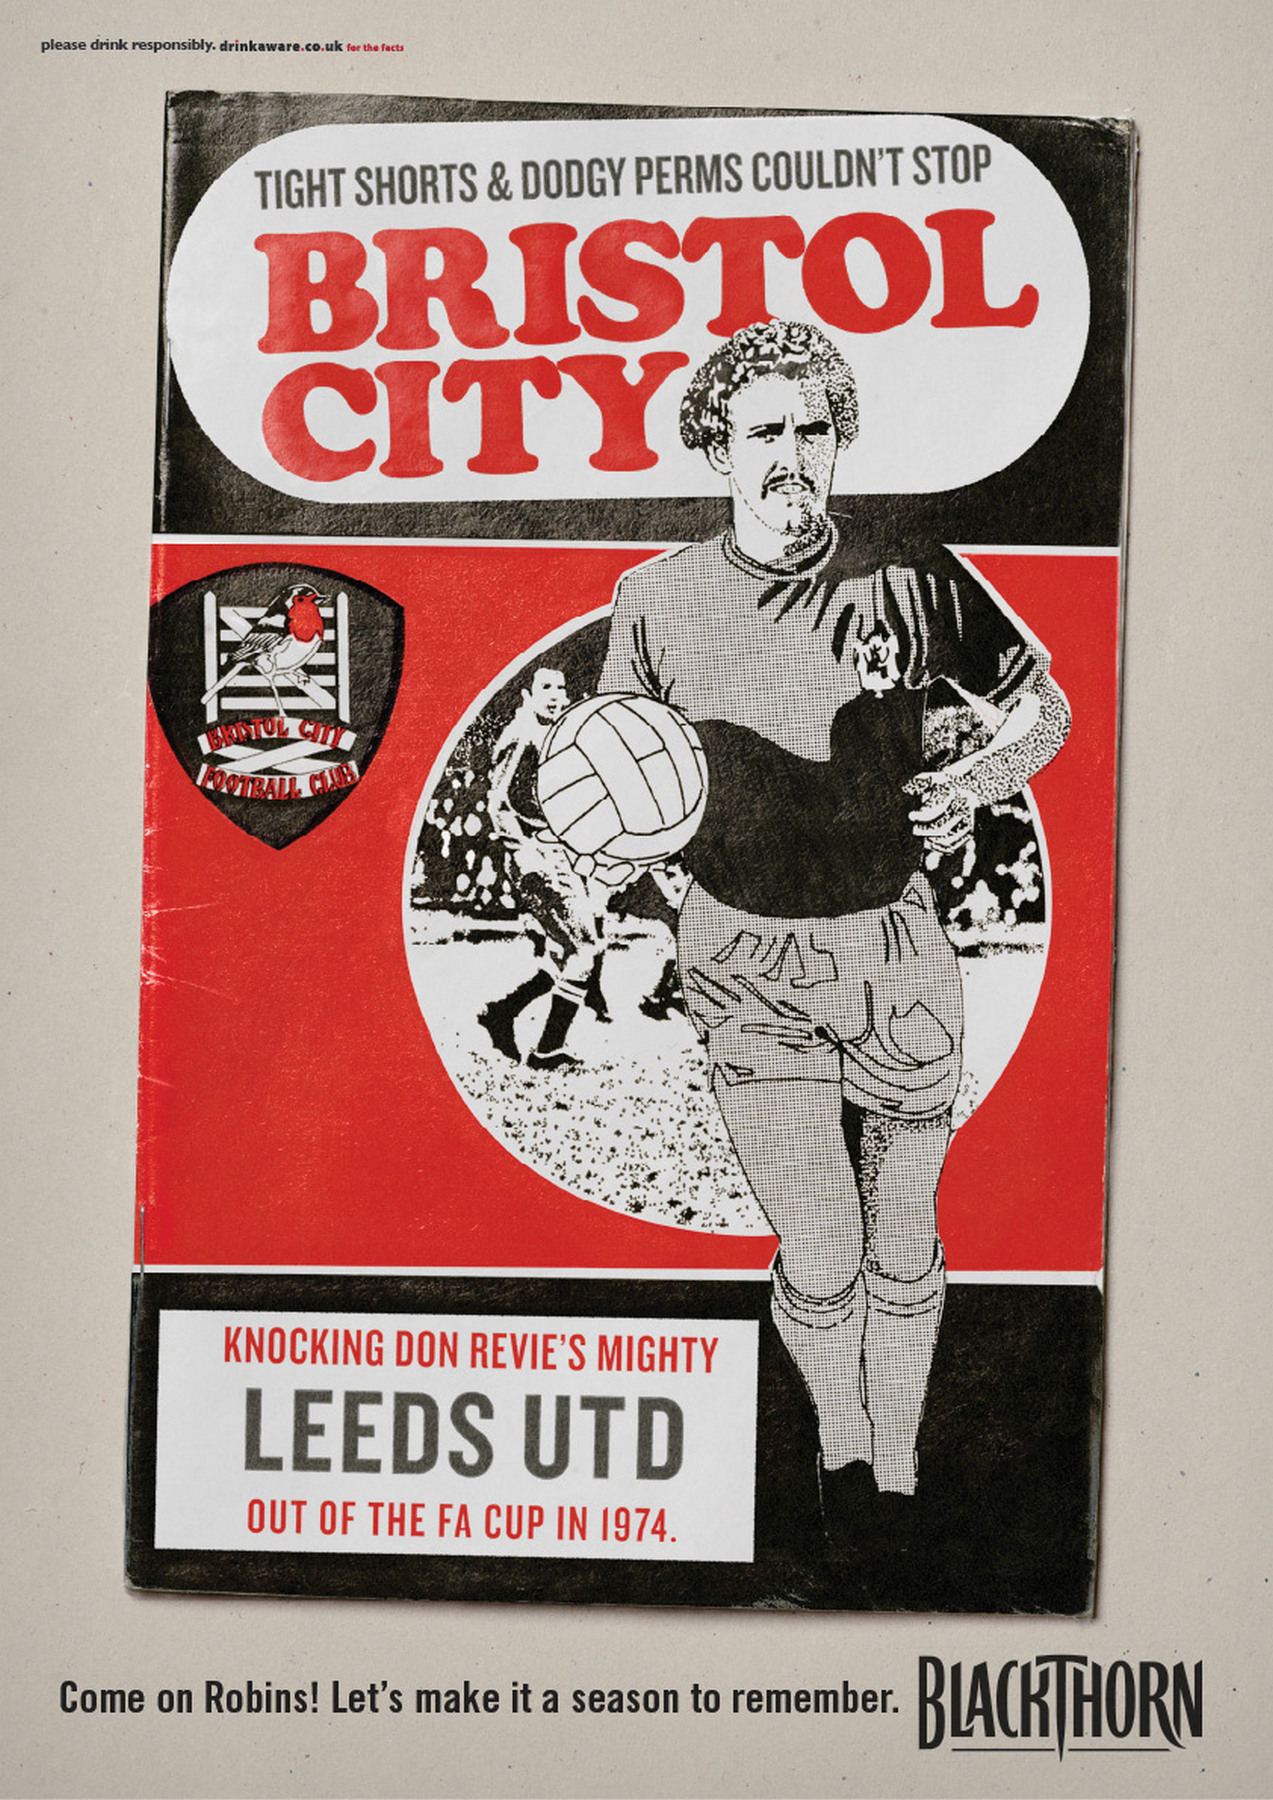 please drink responsibly. drinkaware.co.uk for the facts
TIGHT SHORTS & DODGY PERMS COULDN'T STOP
BRISTOL
CITY
BRISTOL CITY
FOOTBALL CLUB
KNOCKING DON REVIE'S MIGHTY
LEEDS UTD
OUT OF THE FA CUP IN 1974.
Come on Robins! Let's make it a season to remember. BLACKTHORN